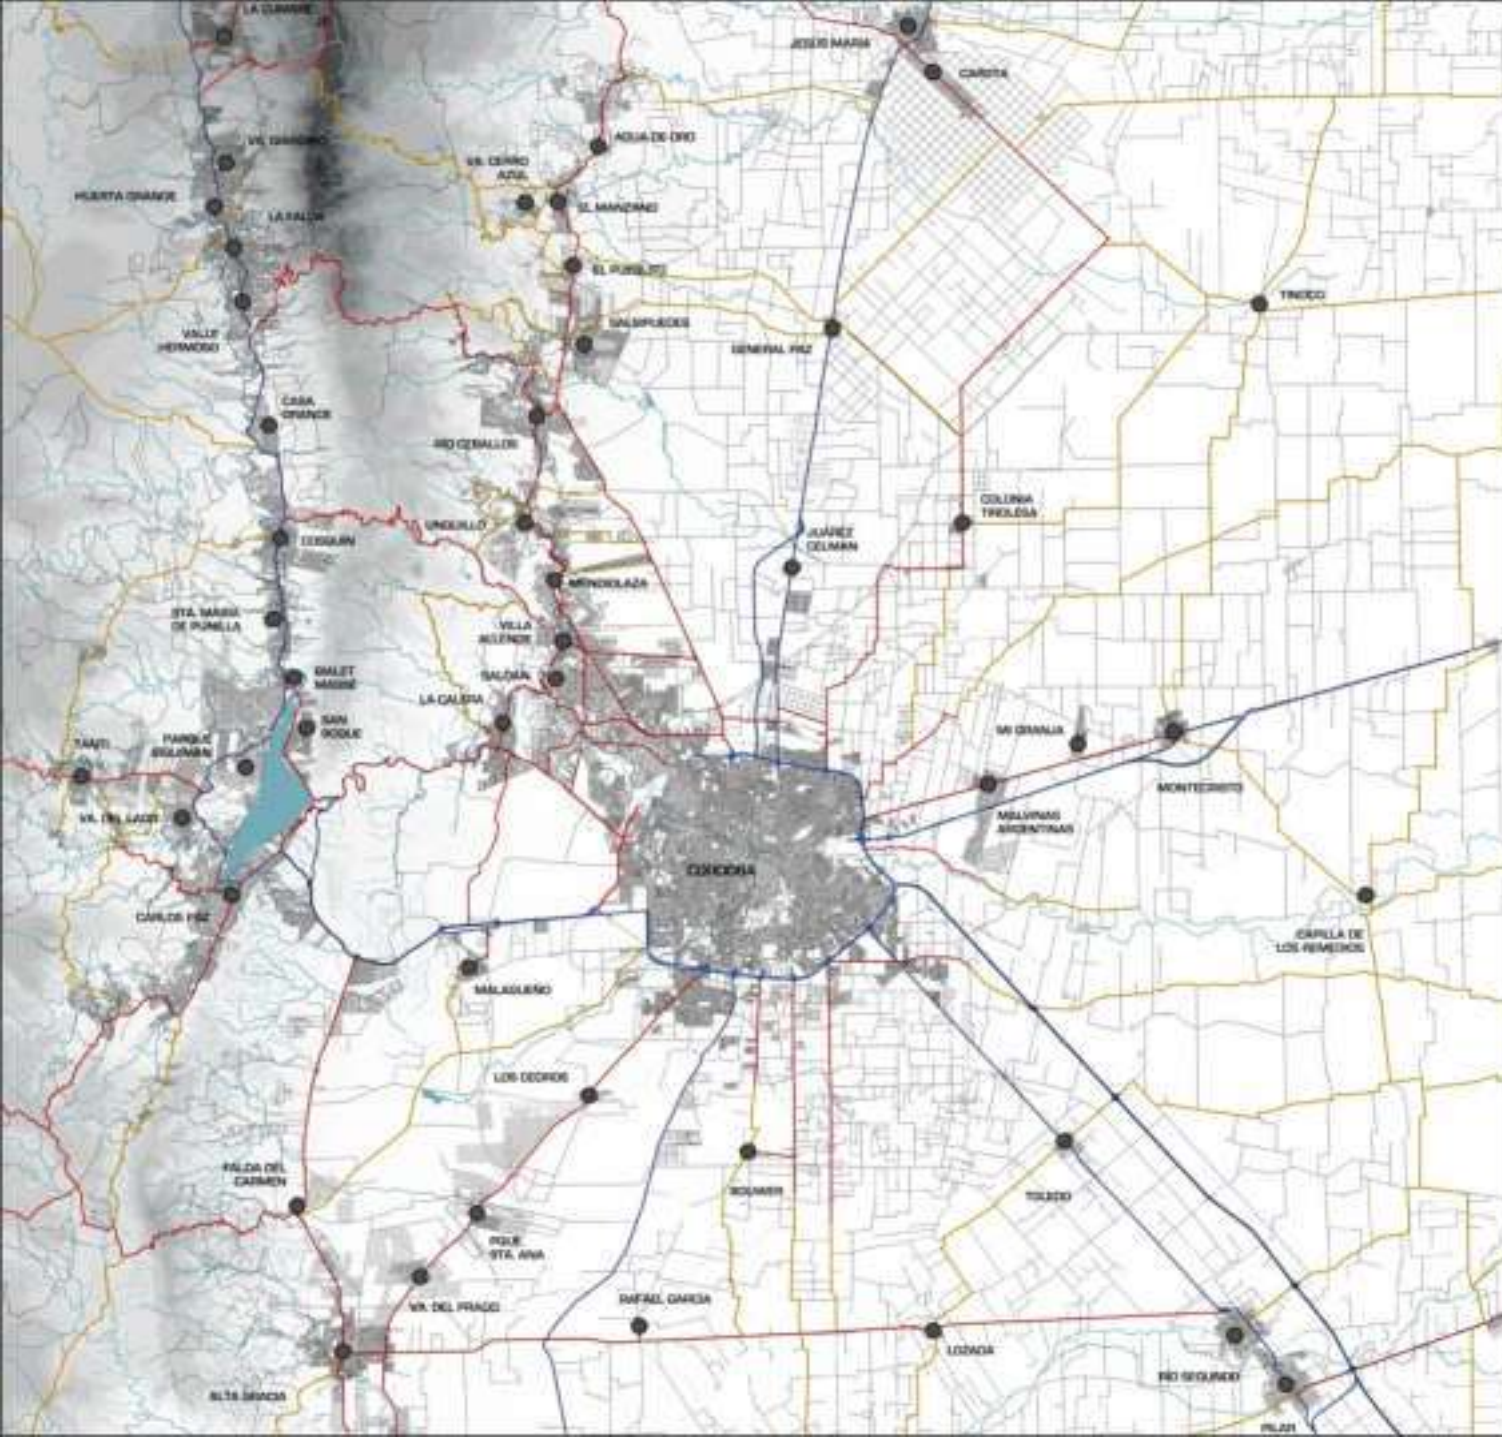 LA CUMBRE
JESUS MARIA
CAROYA
AGUA DE ORO
VA. GIARDINO
VA. CERRO
AZUL
HUERTA GRANDE
EL MANZANO
LA FALDA
EL PUEBLITO
TINOCO
SALSIPUEDES
VALLE
HERMOSO
GENERAL PAZ
CASA
GRANDE
RÍO CEBALLOS
COLONIA
TIROLESA
UNQUILLO
JUÁREZ
CELMAN
COSQUIN
MENDIOLAZA
STA. MARIA
DE PUNILLA
VILLA
ALLENDE
BIALET
MASSE
SALDAN
LA CALERA
SAN
ROQUE
TANTI
PARQUE
SIQUIMAN
MI GRANJA
MONTECRISTO
VA. DEL LAGO
MALVINAS
ARGENTINAS
CORDOBA
CARLOS PAZ
CAPILLA DE
LOS REMEDIOS
MALAGUEÑO
LOS CEDROS
FALDA DEL
CARMEN
BOUWER
TOLEDO
PQUE
STA. ANA
VA. DEL PRADO
RAFAEL GARCIA
LOZADA
RÍO SEGUNDO
ALTA GRACIA
PILAR